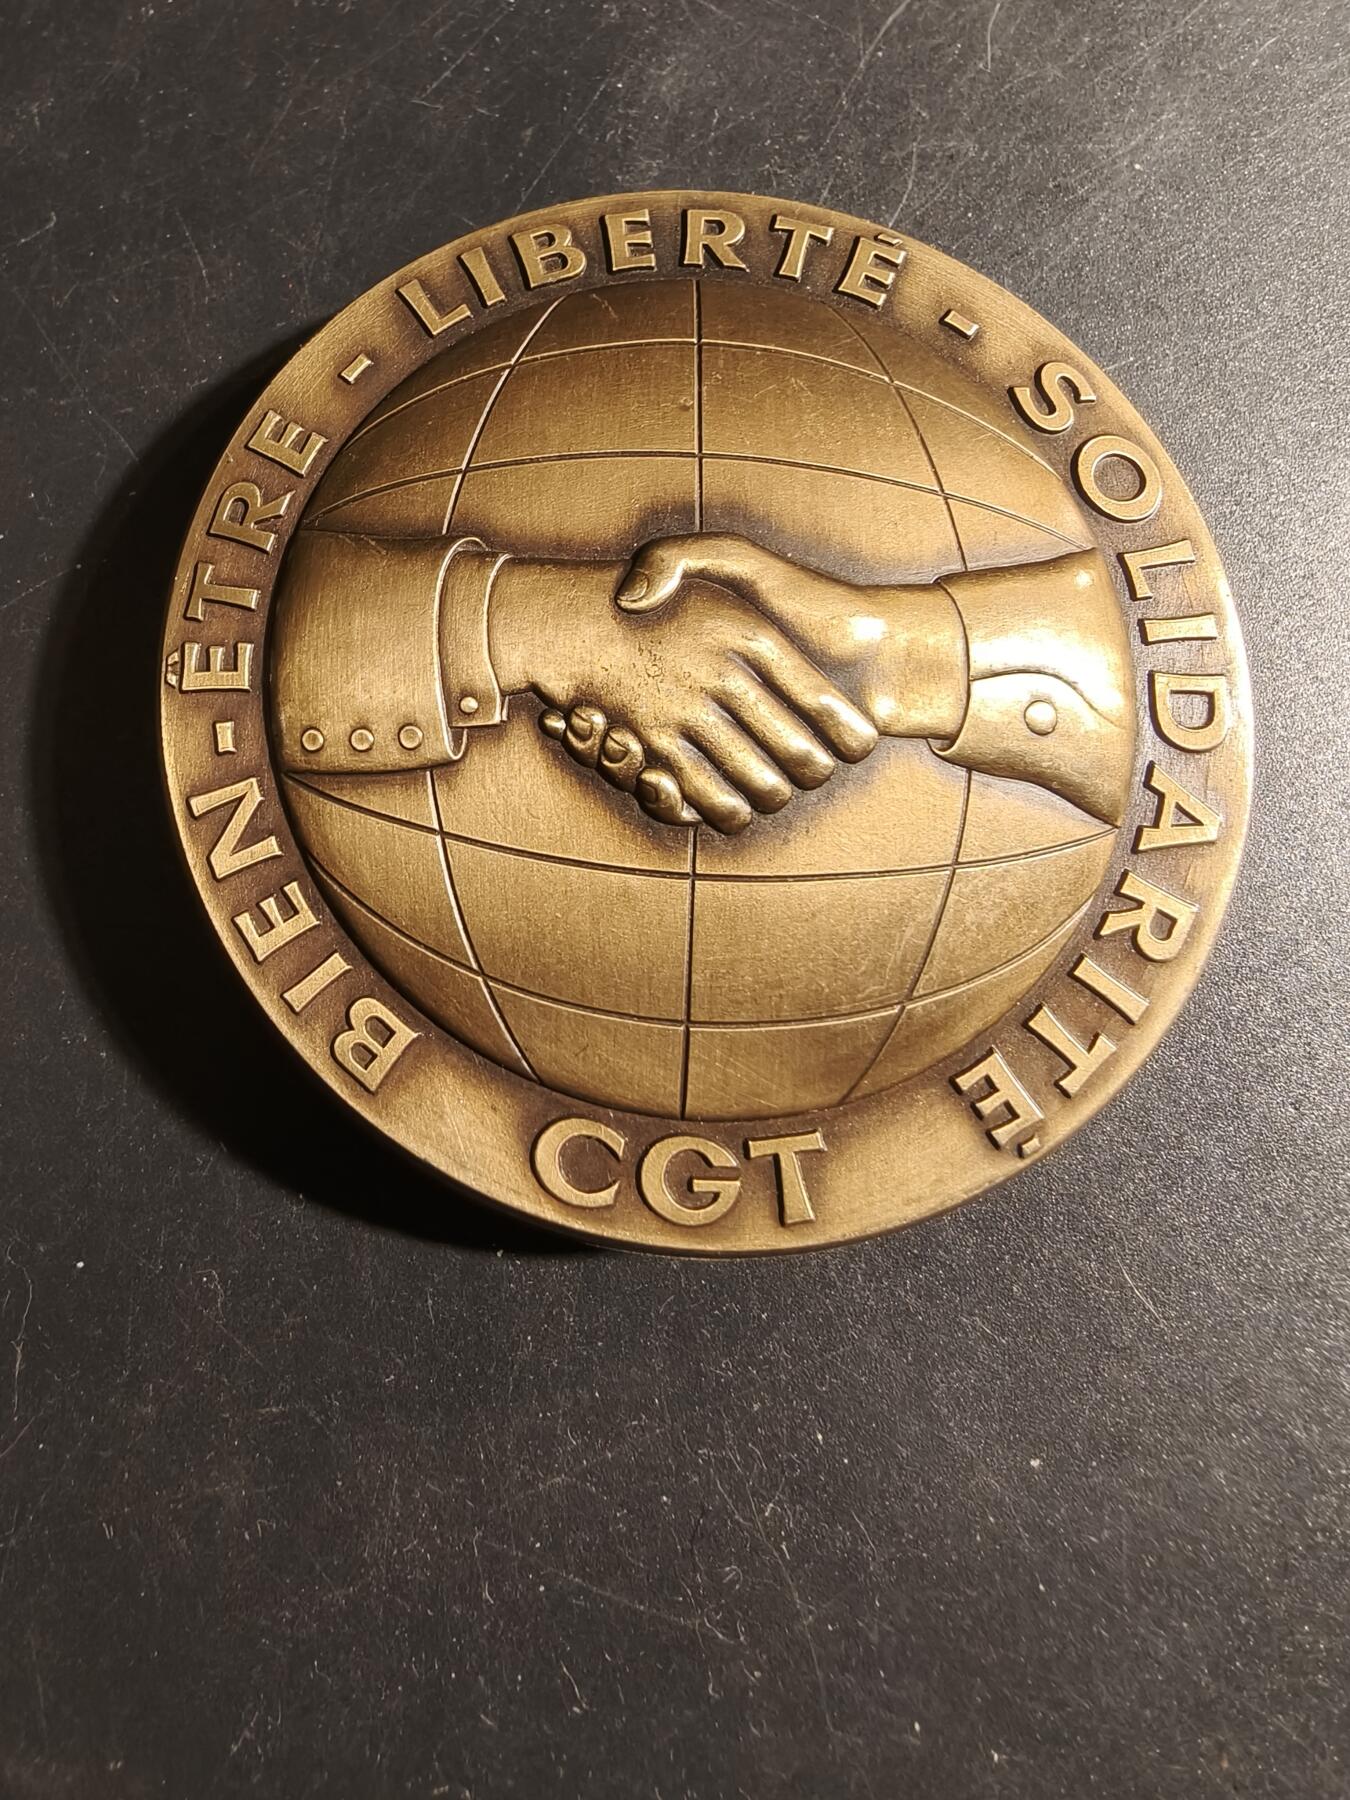 BIEN-ÊTRE - LIBERTÉ - SOLIDARITÉ
CGT